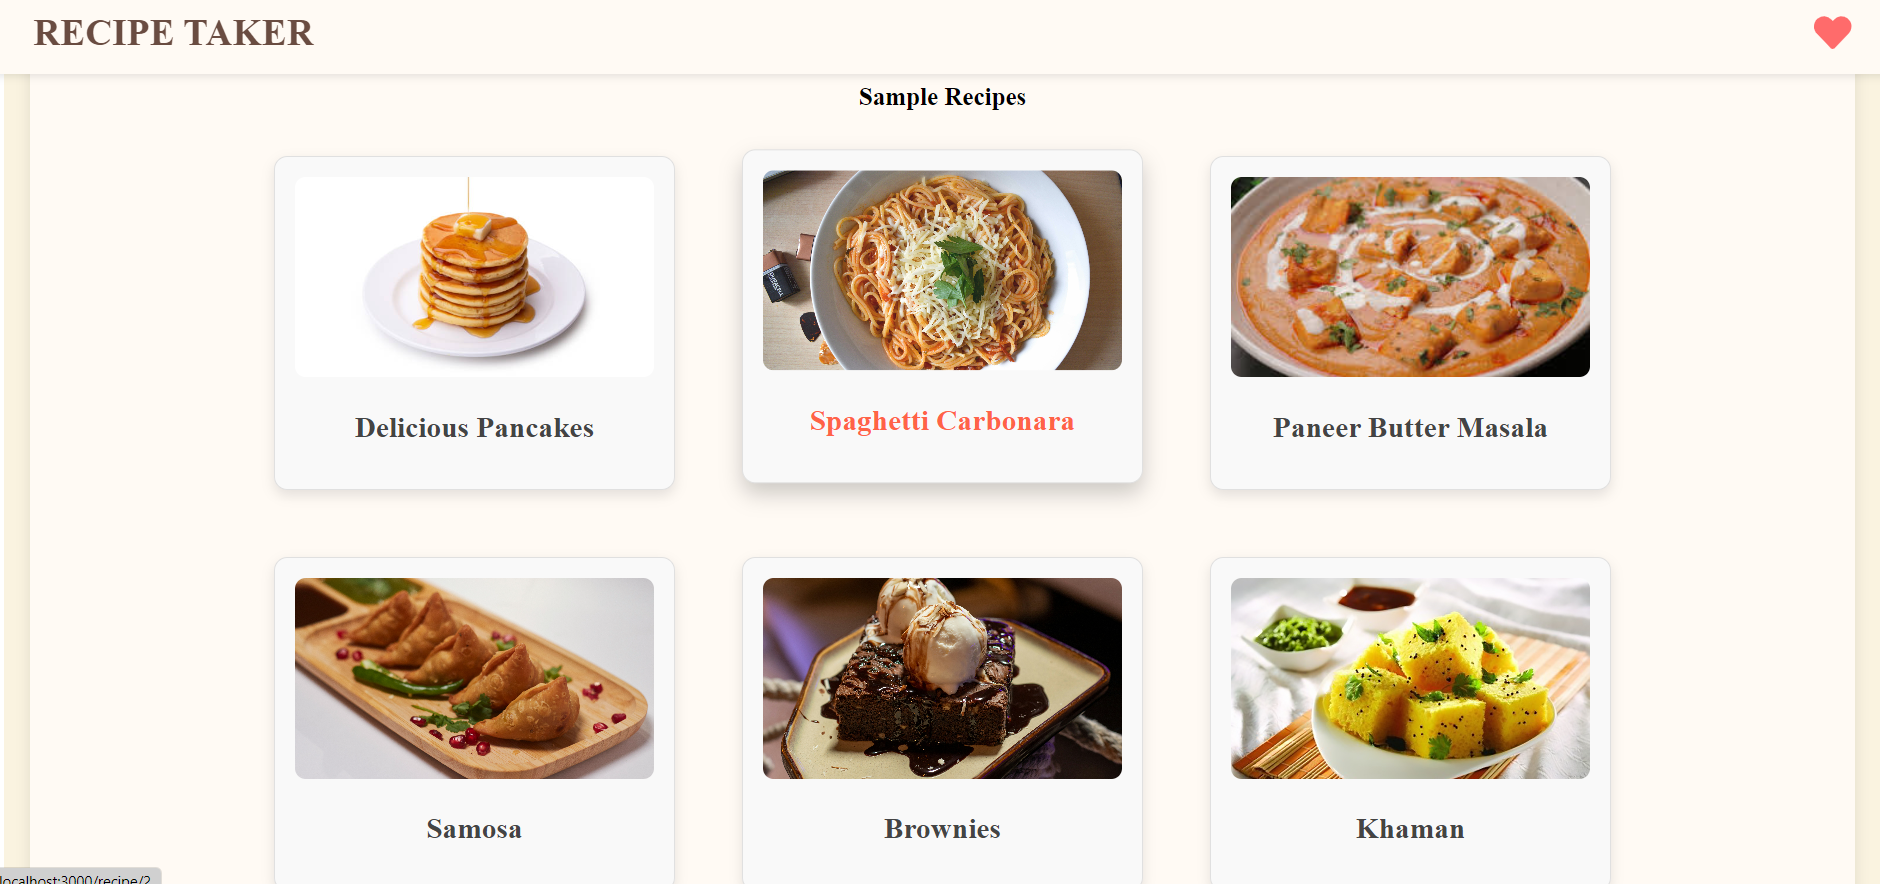 RECIPE TAKER
Sample Recipes
Delicious Pancakes
Spaghetti Carbonara
Paneer Butter Masala
Samosa
Brownies
Khaman
localhost:3000/recipe/2